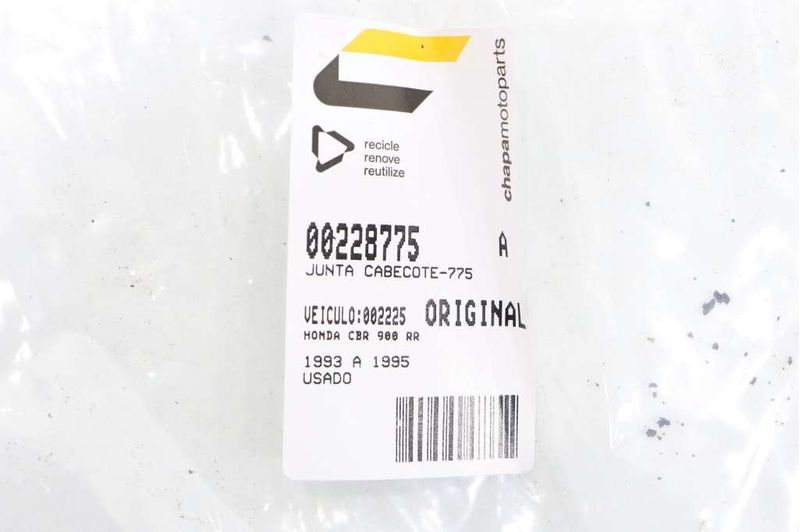 chapamotoparts
recicle
renove
reutilize
00228775 A
JUNTA CABECOTE-775
VEICULO:002225 ORIGINAL
HONDA CBR 900 RR
1993 A 1995
USADO